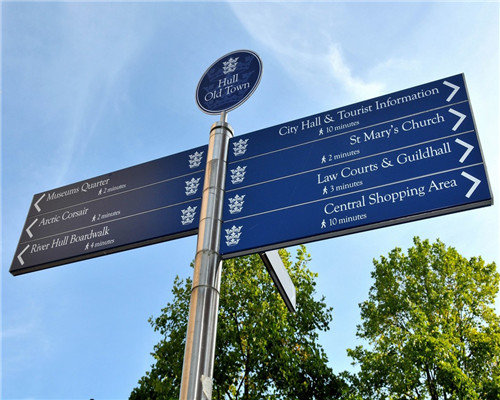 Hull
Old Town
Museums Quarter
2 minutes
Arctic Corsair
2 minutes
River Hull Boardwalk
4 minutes
City Hall & Tourist Information
10 minutes
St Mary's Church
2 minutes
Law Courts & Guildhall
3 minutes
Central Shopping Area
10 minutes